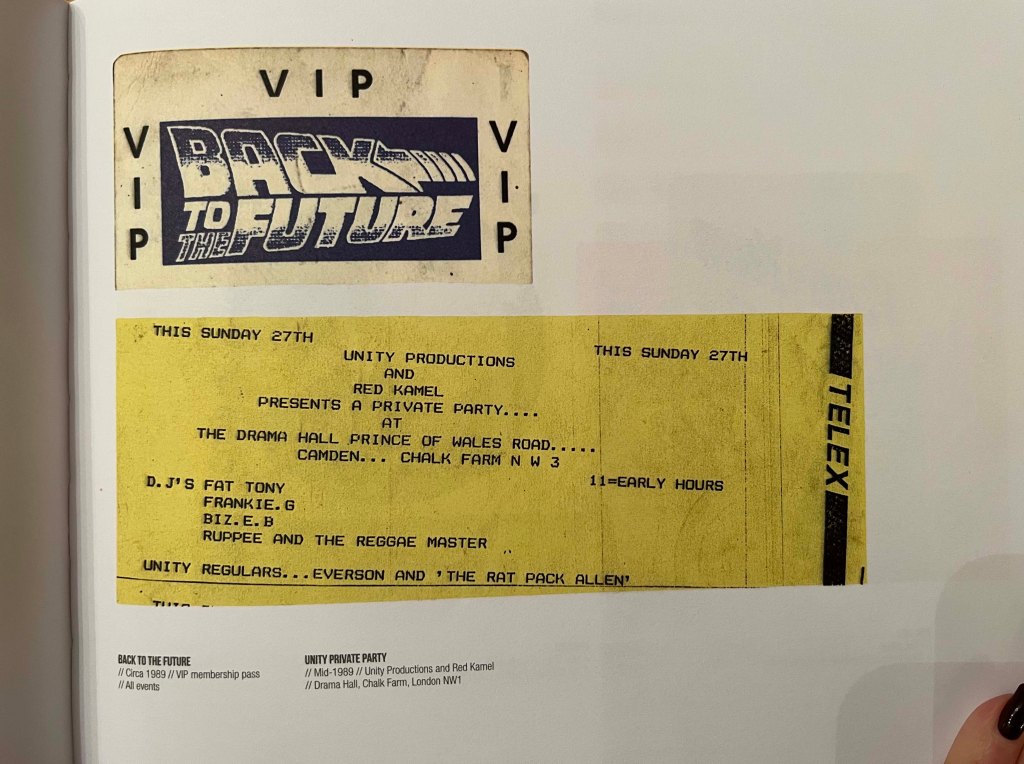 VIP
VIP
VIP
BACK
TO THE FUTURE
THIS SUNDAY 27TH
THIS SUNDAY 27TH
UNITY PRODUCTIONS
AND
RED KAMEL
PRESENTS A PRIVATE PARTY....
AT
THE DRAMA HALL PRINCE OF WALES ROAD.....
CAMDEN... CHALK FARM N W 3
D.J'S FAT TONY
11=EARLY HOURS
FRANKIE.G
BIZ.E.B
RUPPEE AND THE REGGAE MASTER
UNITY REGULARS...EVERSON AND 'THE RAT PACK ALLEN'
THIS
TELEX
BACK TO THE FUTURE
// Circa 1989 // VIP membership pass
// All events
UNITY PRIVATE PARTY
// Mid-1989 // Unity Productions and Red Kamel
// Drama Hall, Chalk Farm, London NW1